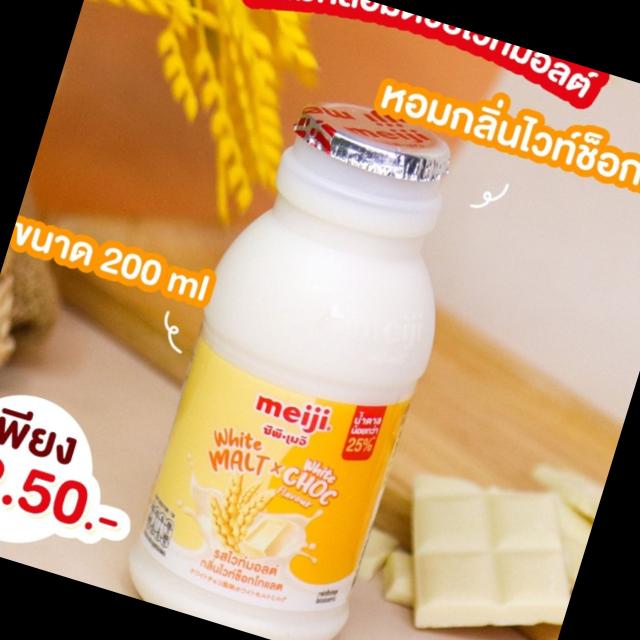 หอมกลิ่นไวท์ช็อก
ขนาด 200 ml
meiji
meiji
ซีพี-เมจิ
น้ำตาล
น้อยกว่า
25%
White
MALT x
White
CHOC
Flavour
รสไวท์มอลต์
กลิ่นไวท์ช็อกโกแลต
เพียง
.50.-